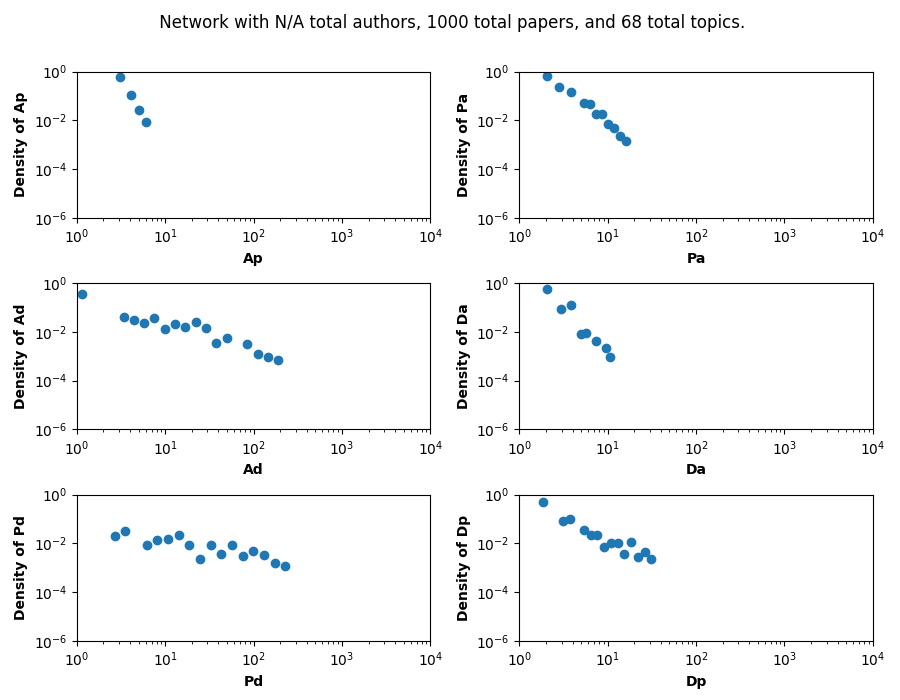 Network with N/A total authors, 1000 total papers, and 68 total topics.
Density of Ap
10^0
10^-2
10^-4
10^-6
10^0 10^1 10^2 10^3 10^4
Ap
Density of Pa
10^0
10^-2
10^-4
10^-6
10^0 10^1 10^2 10^3 10^4
Pa
Density of Ad
10^0
10^-2
10^-4
10^-6
10^0 10^1 10^2 10^3 10^4
Ad
Density of Da
10^0
10^-2
10^-4
10^-6
10^0 10^1 10^2 10^3 10^4
Da
Density of Pd
10^0
10^-2
10^-4
10^-6
10^0 10^1 10^2 10^3 10^4
Pd
Density of Dp
10^0
10^-2
10^-4
10^-6
10^0 10^1 10^2 10^3 10^4
Dp